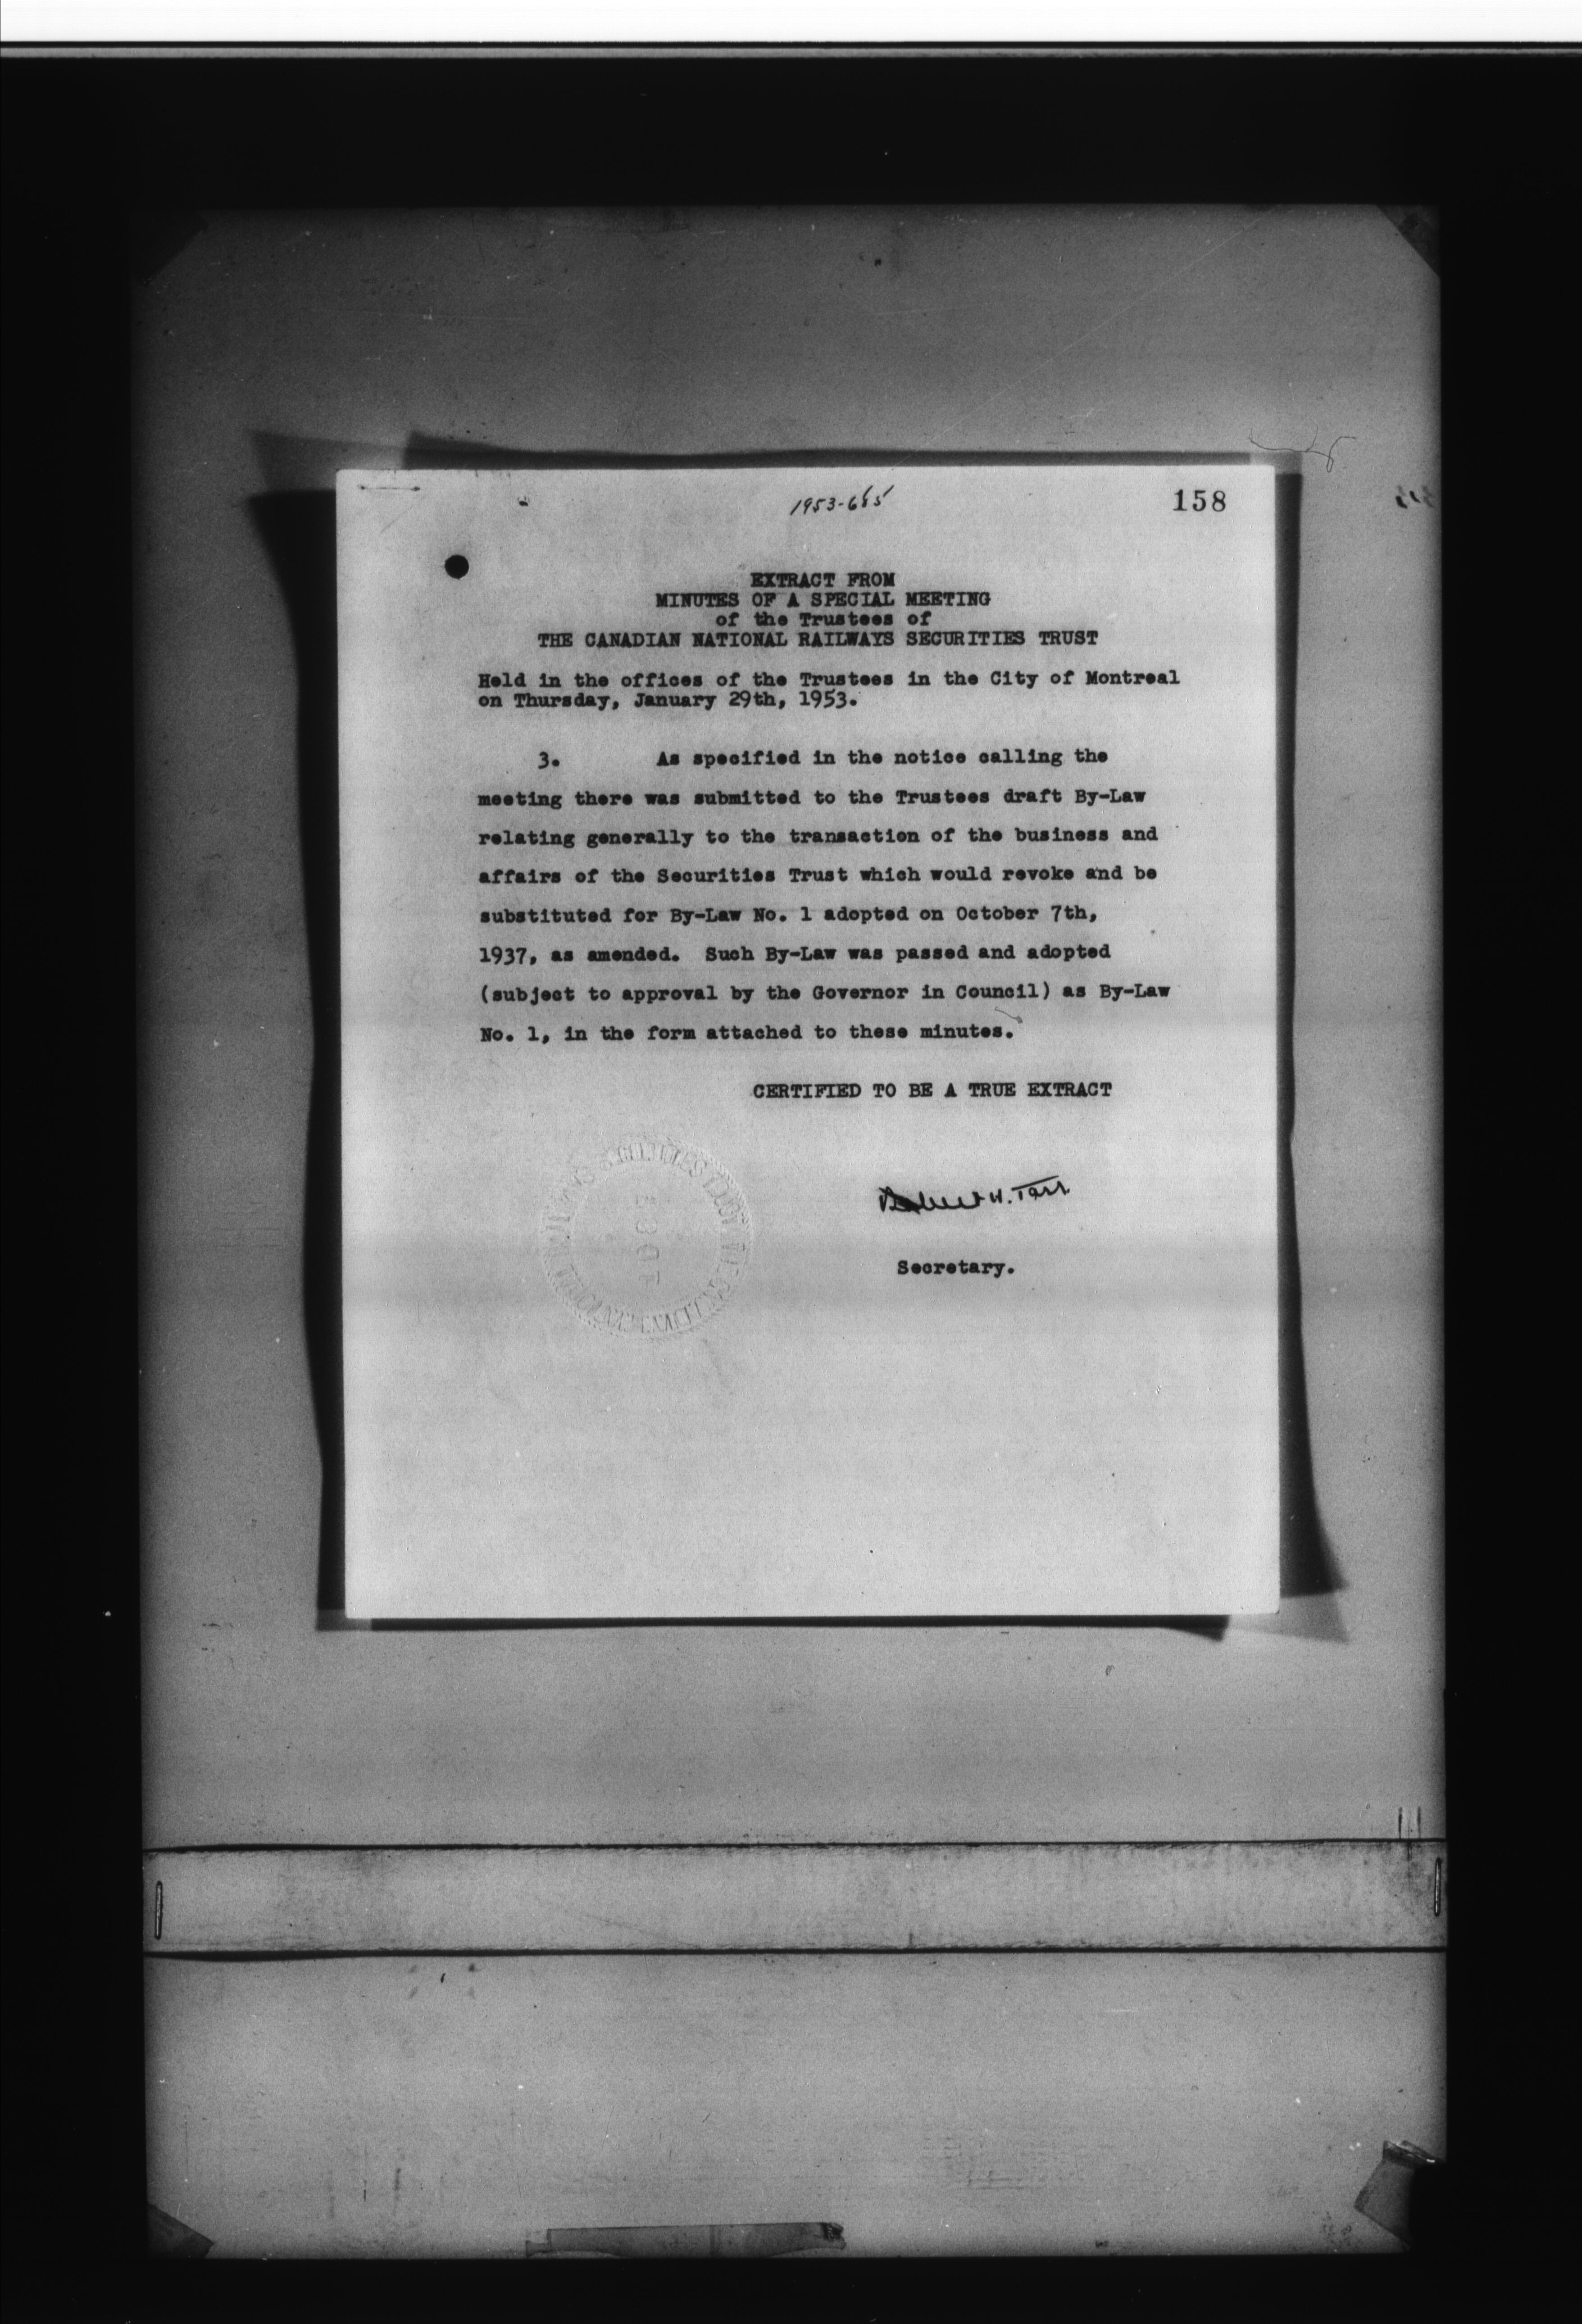 1953-665
158
EXTRACT FROM
MINUTES OF A SPECIAL MEETING
of the Trustees of
THE CANADIAN NATIONAL RAILWAYS SECURITIES TRUST
Held in the offices of the Trustees in the City of Montreal
on Thursday, January 29th, 1953.
3. As specified in the notice calling the
meeting there was submitted to the Trustees draft By-Law
relating generally to the transaction of the business and
affairs of the Securities Trust which would revoke and be
substituted for By-Law No. 1 adopted on October 7th,
1937, as amended. Such By-Law was passed and adopted
(subject to approval by the Governor in Council) as By-Law
No. 1, in the form attached to these minutes.
CERTIFIED TO BE A TRUE EXTRACT
H. Tarr
Secretary.